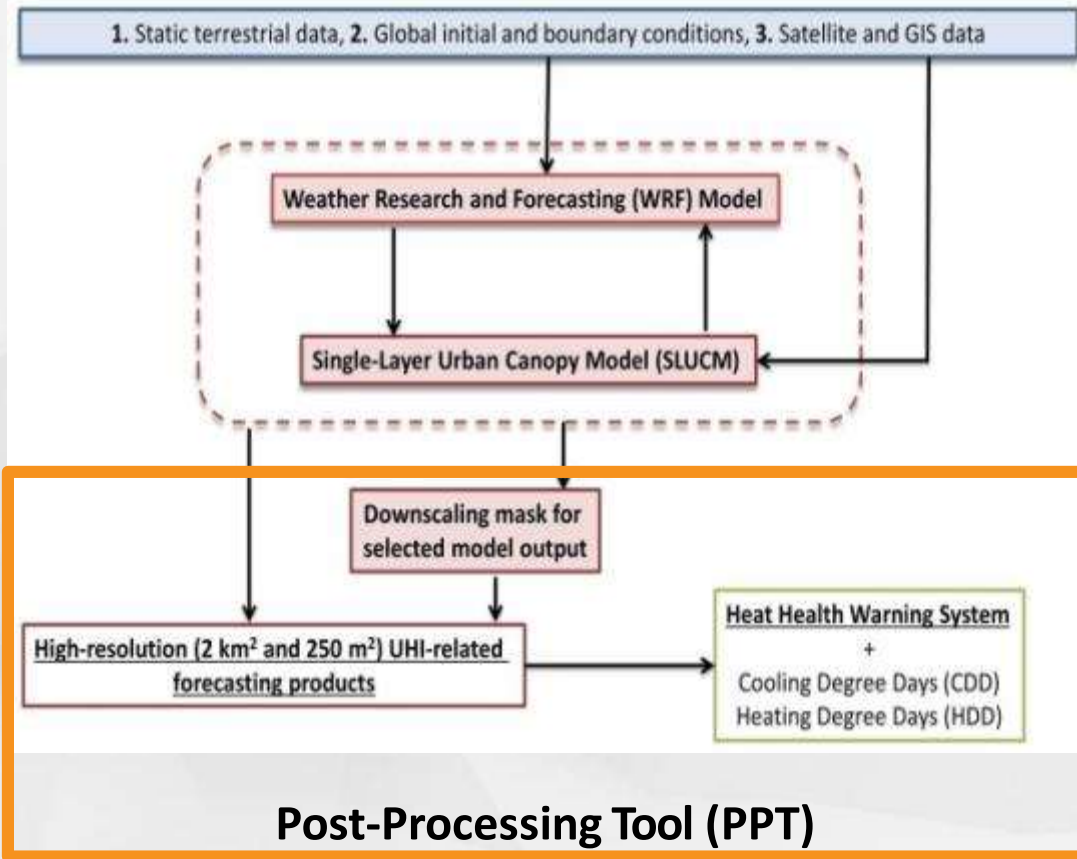 1. Static terrestrial data, 2. Global initial and boundary conditions, 3. Satellite and GIS data
Weather Research and Forecasting (WRF) Model
Single-Layer Urban Canopy Model (SLUCM)
Downscaling mask for
selected model output
High-resolution (2 km² and 250 m²) UHI-related
forecasting products
Heat Health Warning System
+
Cooling Degree Days (CDD)
Heating Degree Days (HDD)
Post-Processing Tool (PPT)